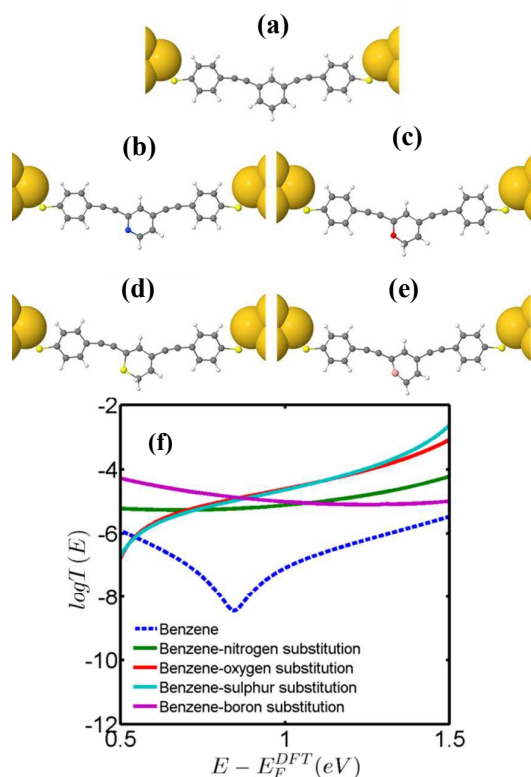 (a)
(b)
(c)
(d)
(e)
(f)
-2
-4
-6
-8
-10
-12
logT(E)
Benzene
Benzene-nitrogen substitution
Benzene-oxygen substitution
Benzene-sulphur substitution
Benzene-boron substitution
0.5 1 1.5
E − E_F^{DFT}(eV)